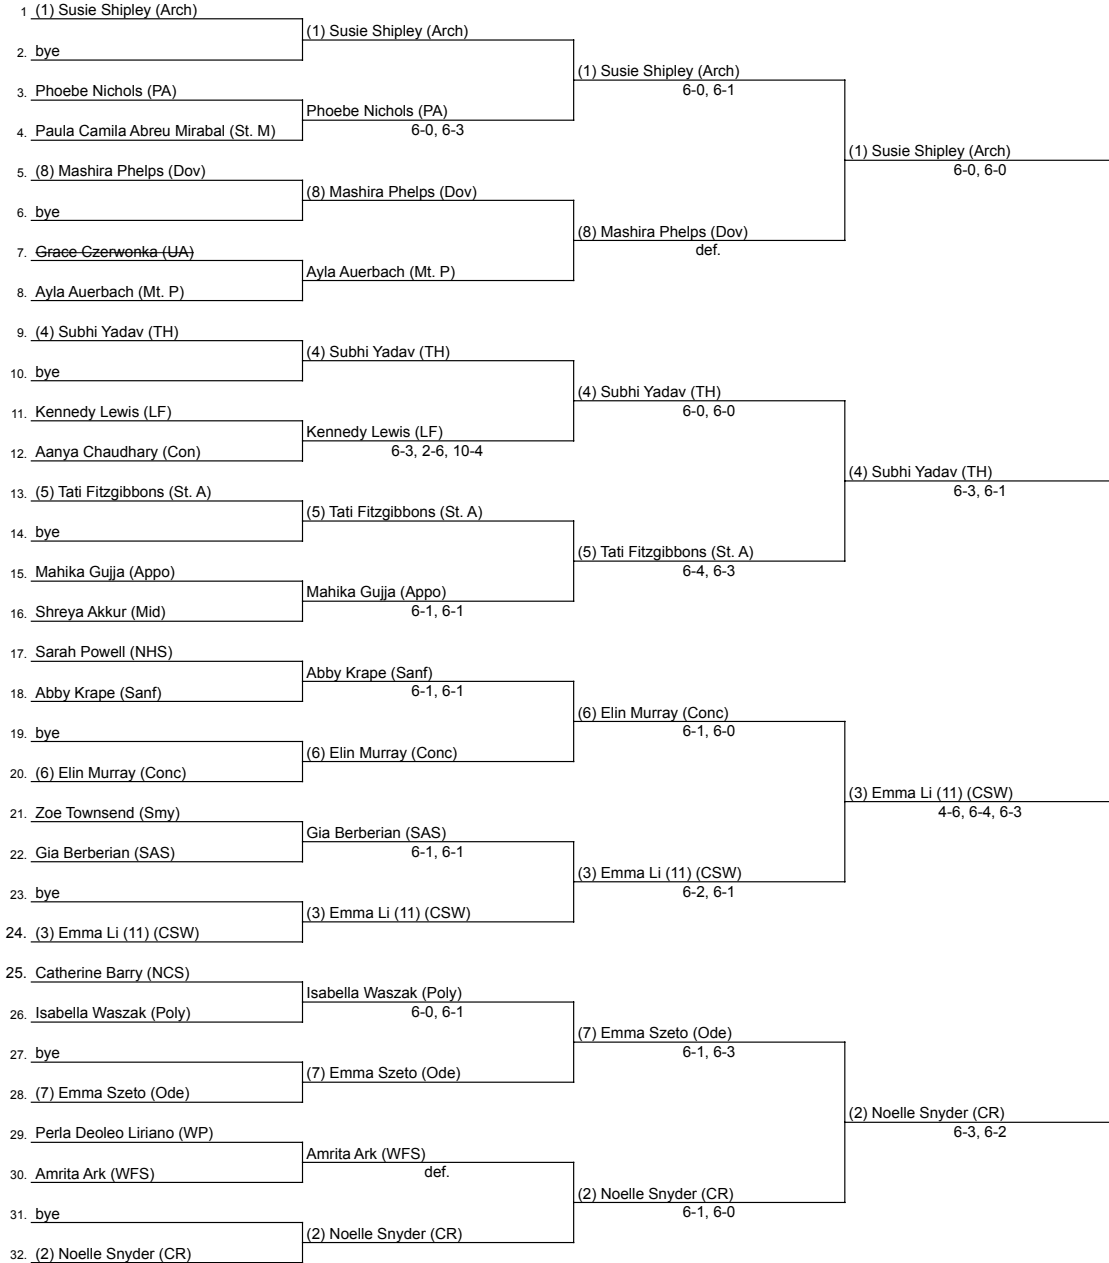 1 (1) Susie Shipley (Arch)
2. bye
3. Phoebe Nichols (PA)
4. Paula Camila Abreu Mirabal (St. M)
5. (8) Mashira Phelps (Dov)
6. bye
7. Grace Czerwonka (UA)
8. Ayla Auerbach (Mt. P)
9. (4) Subhi Yadav (TH)
10. bye
11. Kennedy Lewis (LF)
12. Aanya Chaudhary (Con)
13. (5) Tati Fitzgibbons (St. A)
14. bye
15. Mahika Gujja (Appo)
16. Shreya Akkur (Mid)
17. Sarah Powell (NHS)
18. Abby Krape (Sanf)
19. bye
20. (6) Elin Murray (Conc)
21. Zoe Townsend (Smy)
22. Gia Berberian (SAS)
23. bye
24. (3) Emma Li (11) (CSW)
25. Catherine Barry (NCS)
26. Isabella Waszak (Poly)
27. bye
28. (7) Emma Szeto (Ode)
29. Perla Deoleo Liriano (WP)
30. Amrita Ark (WFS)
31. bye
32. (2) Noelle Snyder (CR)
(1) Susie Shipley (Arch)
Phoebe Nichols (PA)
6-0, 6-3
(8) Mashira Phelps (Dov)
Ayla Auerbach (Mt. P)
(4) Subhi Yadav (TH)
Kennedy Lewis (LF)
6-3, 2-6, 10-4
(5) Tati Fitzgibbons (St. A)
Mahika Gujja (Appo)
6-1, 6-1
Abby Krape (Sanf)
6-1, 6-1
(6) Elin Murray (Conc)
Gia Berberian (SAS)
6-1, 6-1
(3) Emma Li (11) (CSW)
Isabella Waszak (Poly)
6-0, 6-1
(7) Emma Szeto (Ode)
Amrita Ark (WFS)
def.
(2) Noelle Snyder (CR)
(1) Susie Shipley (Arch)
6-0, 6-1
(8) Mashira Phelps (Dov)
def.
(4) Subhi Yadav (TH)
6-0, 6-0
(5) Tati Fitzgibbons (St. A)
6-4, 6-3
(6) Elin Murray (Conc)
6-1, 6-0
(3) Emma Li (11) (CSW)
6-2, 6-1
(7) Emma Szeto (Ode)
6-1, 6-3
(2) Noelle Snyder (CR)
6-1, 6-0
(1) Susie Shipley (Arch)
6-0, 6-0
(4) Subhi Yadav (TH)
6-3, 6-1
(3) Emma Li (11) (CSW)
4-6, 6-4, 6-3
(2) Noelle Snyder (CR)
6-3, 6-2